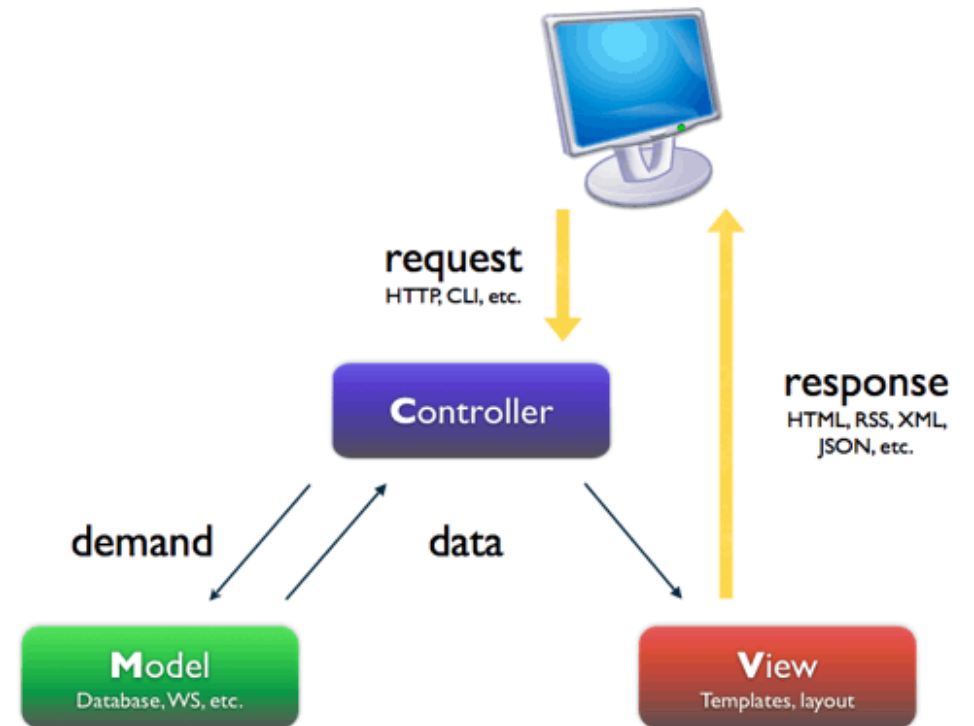 request
HTTP, CLI, etc.
Controller
response
HTML, RSS, XML,
JSON, etc.
demand
data
Model
Database, WS, etc.
View
Templates, layout